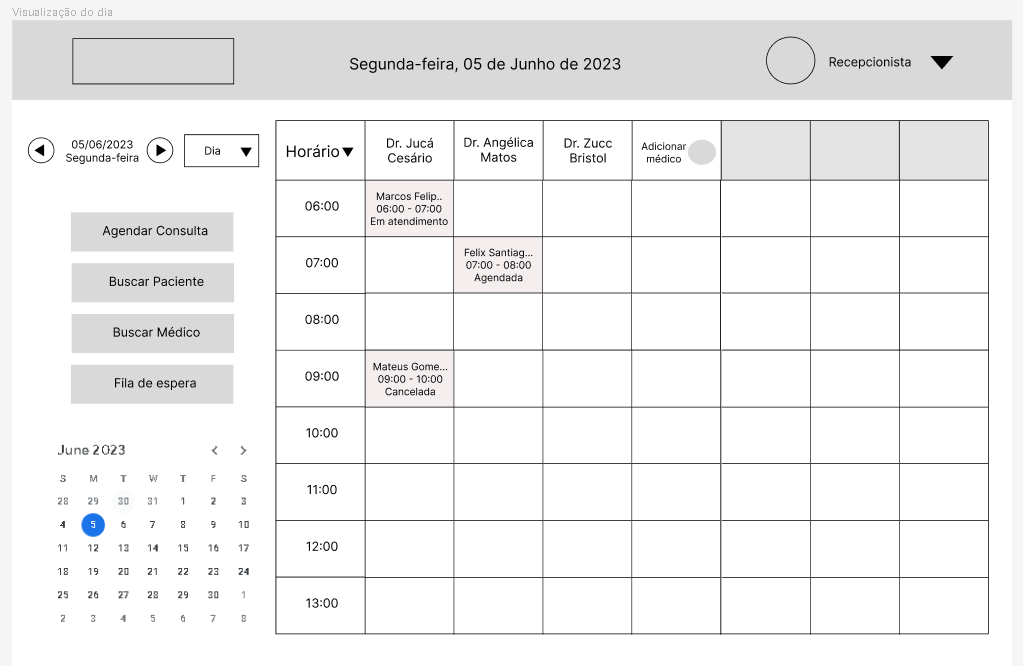 Visualização do dia
Segunda-feira, 05 de Junho de 2023
Recepcionista
05/06/2023
Segunda-feira
Dia
Agendar Consulta
Buscar Paciente
Buscar Médico
Fila de espera
June 2023
S M T W T F S
28 29 30 31 1 2 3
4 5 6 7 8 9 10
11 12 13 14 15 16 17
18 19 20 21 22 23 24
25 26 27 28 29 30 1
2 3 4 5 6 7 8
Horário
Dr. Jucá
Cesário
Dr. Angélica
Matos
Dr. Zucc
Bristol
Adicionar
médico
06:00
Marcos Felip..
06:00 - 07:00
Em atendimento
07:00
Felix Santiag...
07:00 - 08:00
Agendada
08:00
09:00
Mateus Gome...
09:00 - 10:00
Cancelada
10:00
11:00
12:00
13:00